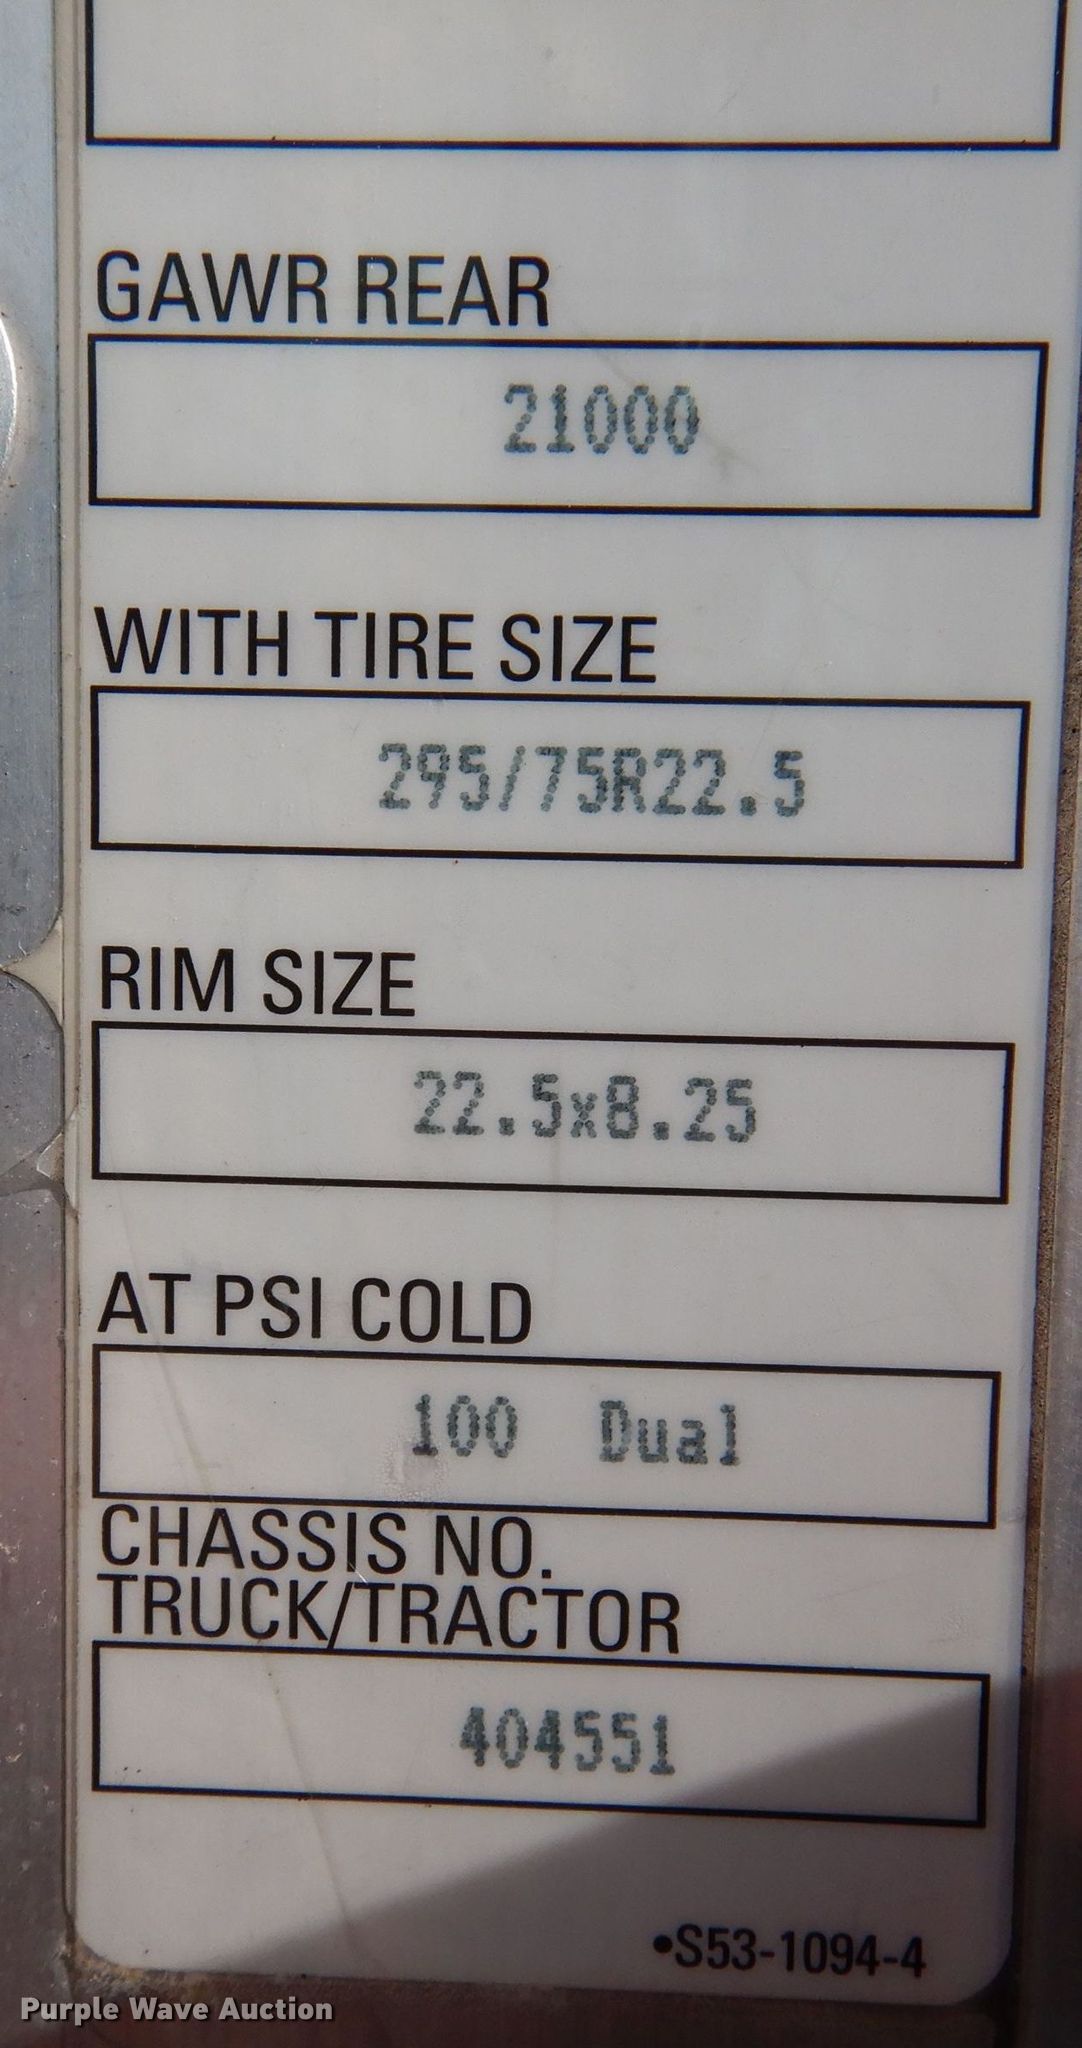 GAWR REAR
21000
WITH TIRE SIZE
295/75R22.5
RIM SIZE
22.5x8.25
AT PSI COLD
100 Dual
CHASSIS NO.
TRUCK/TRACTOR
404551
•S53-1094-4
Purple Wave Auction